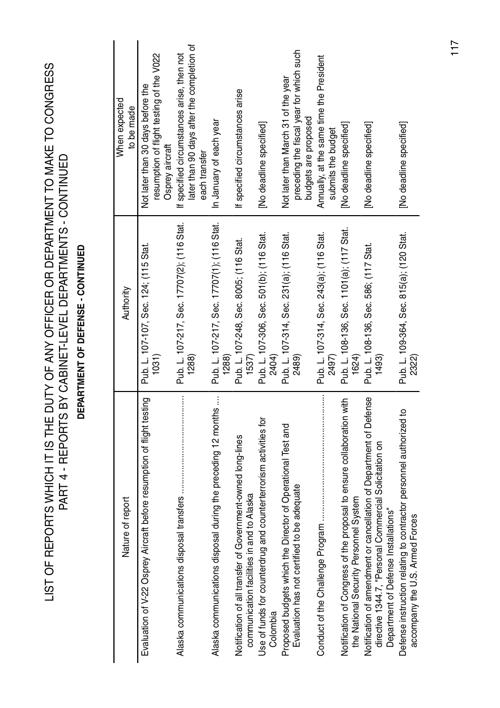 LIST OF REPORTS WHICH IT IS THE DUTY OF ANY OFFICER OR DEPARTMENT TO MAKE TO CONGRESS
PART 4 - REPORTS BY CABINET-LEVEL DEPARTMENTS - CONTINUED
DEPARTMENT OF DEFENSE - CONTINUED
Nature of report
Authority
When expected
to be made
Evaluation of V-22 Osprey Aircraft before resumption of flight testing
Pub. L. 107-107, Sec. 124; (115 Stat.
1031)
Not later than 30 days before the
resumption of flight testing of the V022
Osprey aircraft
Alaska communications disposal transfers ........................................
Pub. L. 107-217, Sec. 17707(2); (116 Stat.
1288)
If specified circumstances arise, then not
later than 90 days after the completion of
each transfer
Alaska communications disposal during the preceding 12 months ...
Pub. L. 107-217, Sec. 17707(1); (116 Stat.
1288)
In January of each year
Notification of all transfer of Government-owned long-lines
communication facilities in and to Alaska
Pub. L. 107-248, Sec. 8005; (116 Stat.
1537)
If specified circumstances arise
Use of funds for counterdrug and counterterrorism activities for
Colombia
Pub. L. 107-306, Sec. 501(b); (116 Stat.
2404)
[No deadline specified]
Proposed budgets which the Director of Operational Test and
Evaluation has not certified to be adequate
Pub. L. 107-314, Sec. 231(a); (116 Stat.
2489)
Not later than March 31 of the year
preceding the fiscal year for which such
budgets are proposed
Conduct of the Challenge Program ..................................................
Pub. L. 107-314, Sec. 243(a); (116 Stat.
2497)
Annually, at the same time the President
submits the budget
Notification of Congress of the proposal to ensure collaboration with
the National Security Personnel System
Pub. L. 108-136, Sec. 1101(a); (117 Stat.
1624)
[No deadline specified]
Notification of amendment or cancellation of Department of Defense
directive 1344.7, "Personal Commercial Solicitation on
Department of Defense Installations"
Pub. L. 108-136, Sec. 586; (117 Stat.
1493)
[No deadline specified]
Defense instruction relating to contractor personnel authorized to
accompany the U.S. Armed Forces
Pub. L. 109-364, Sec. 815(a); (120 Stat.
2322)
[No deadline specified]
117